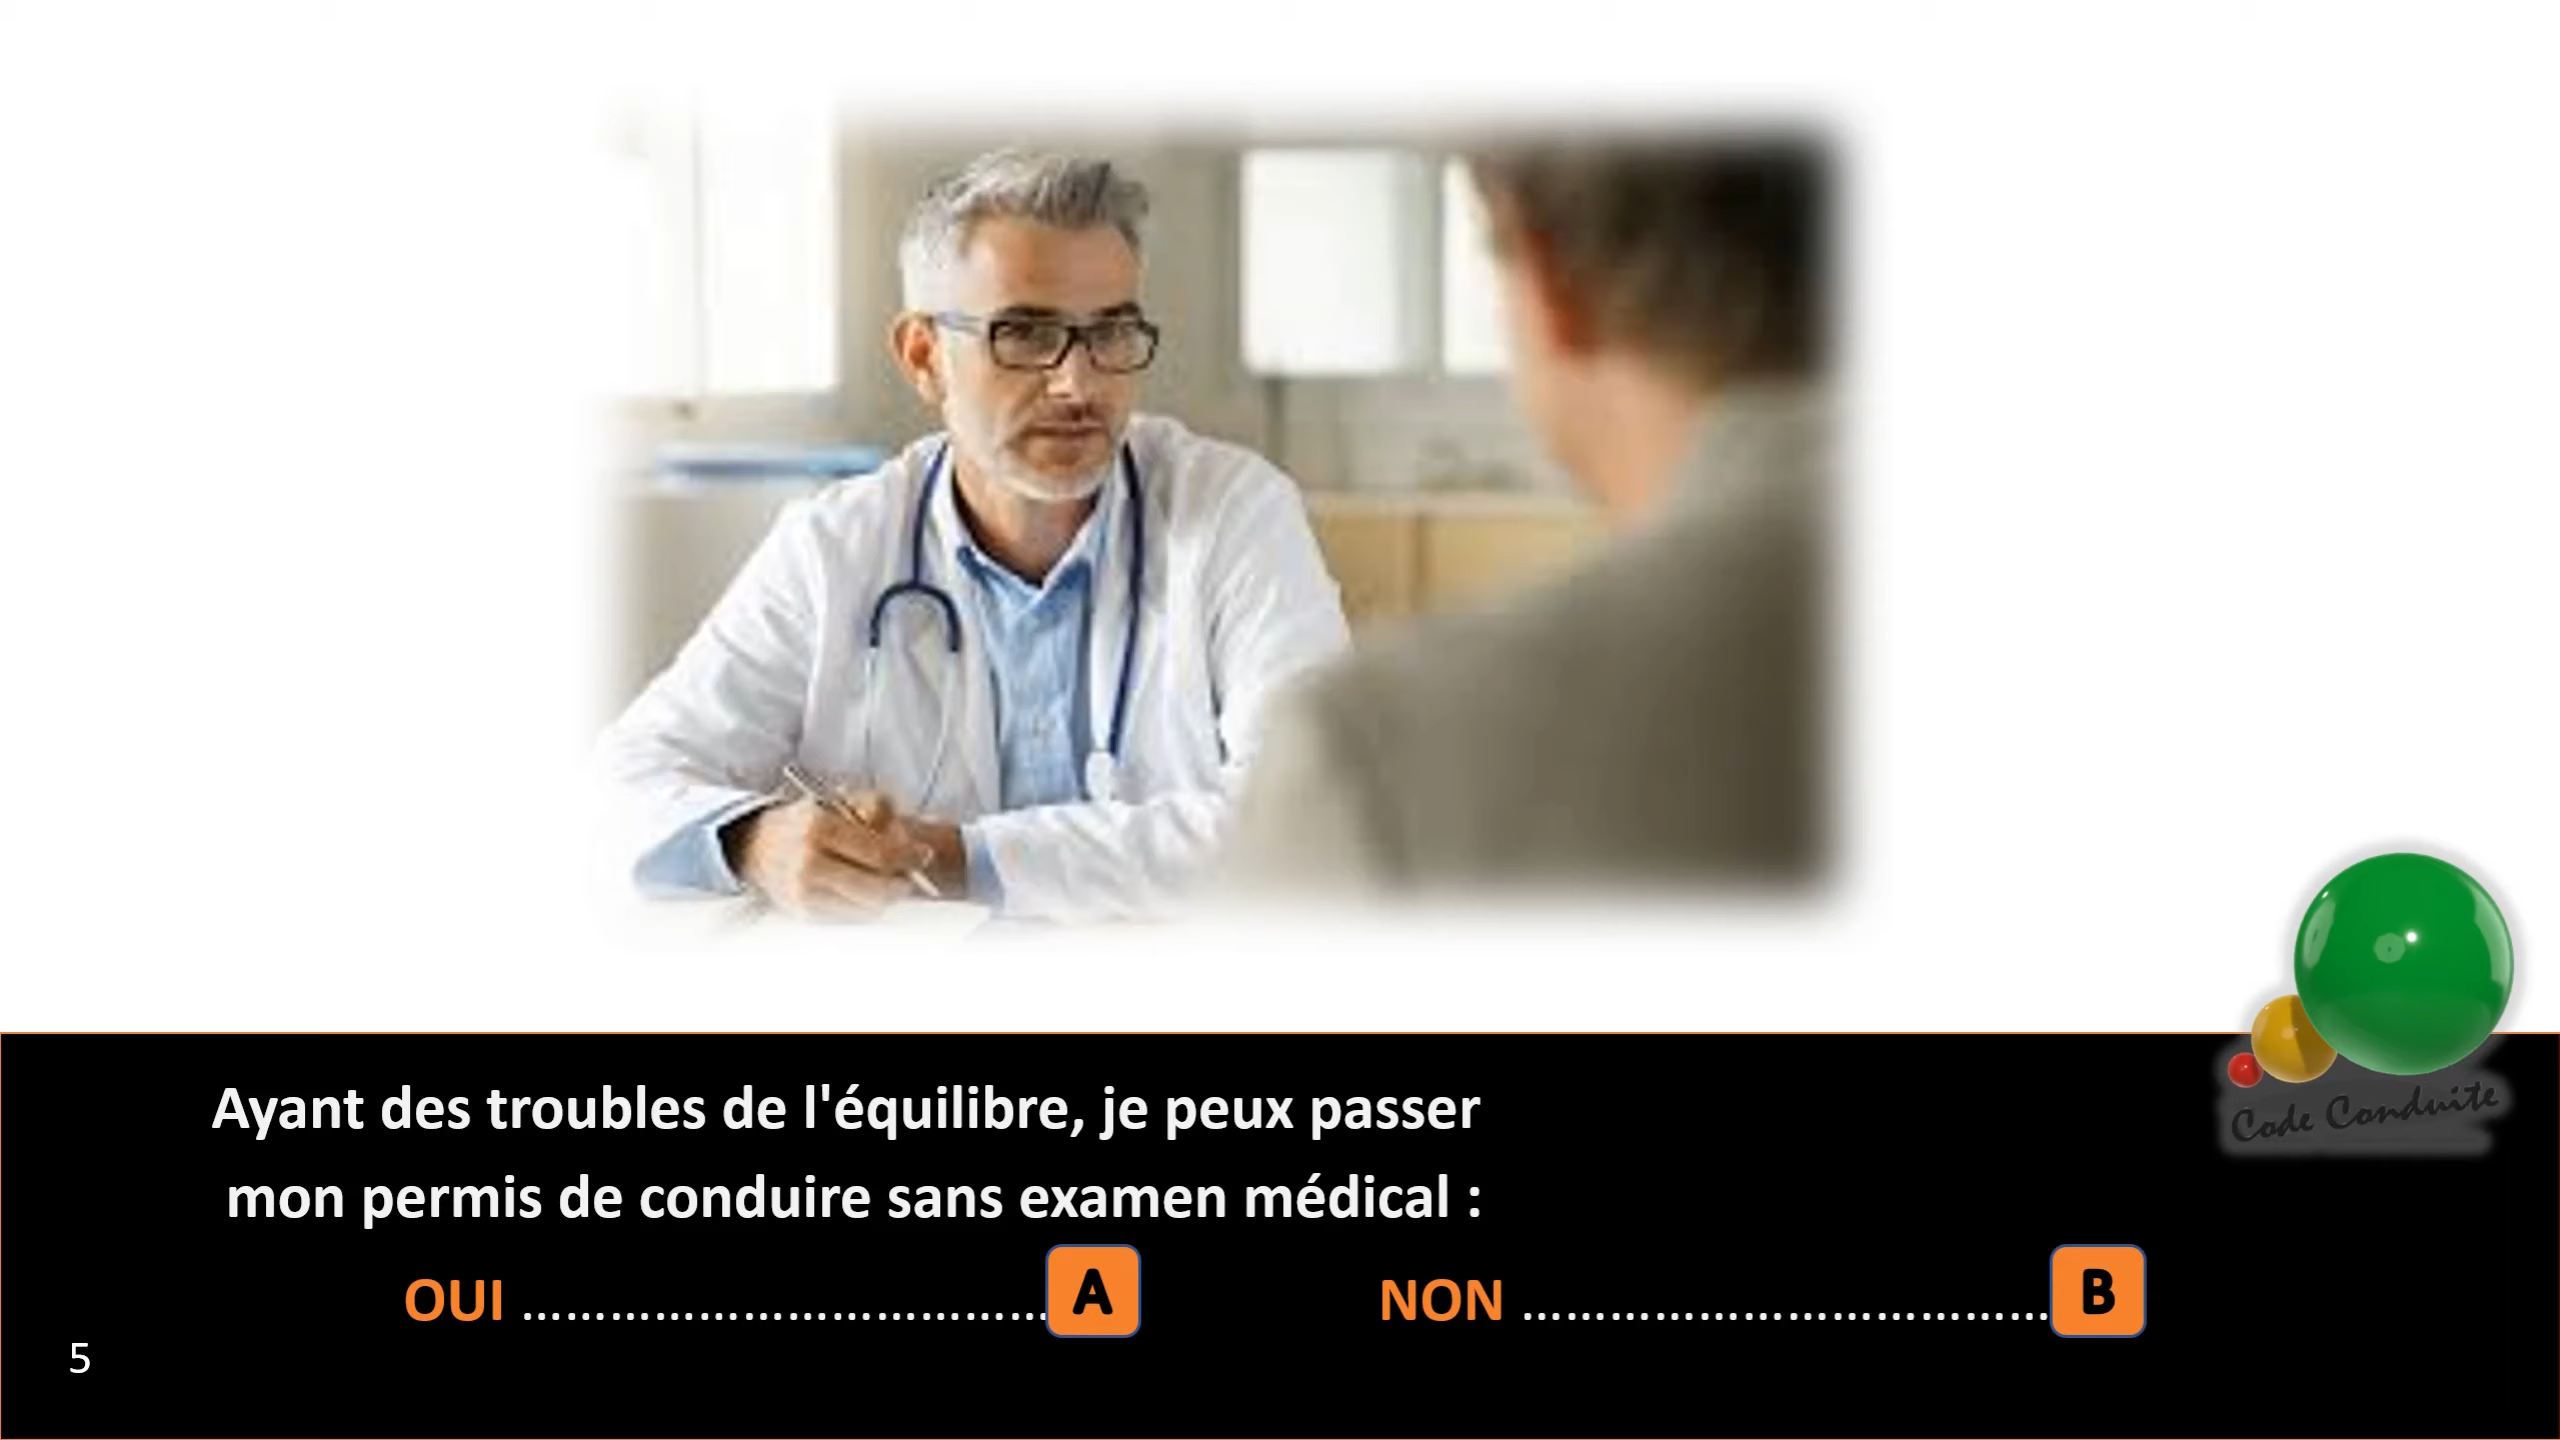 Ayant des troubles de l'équilibre, je peux passer
mon permis de conduire sans examen médical :
OUI ........................................ A NON ........................................ B
5
Code Conduite